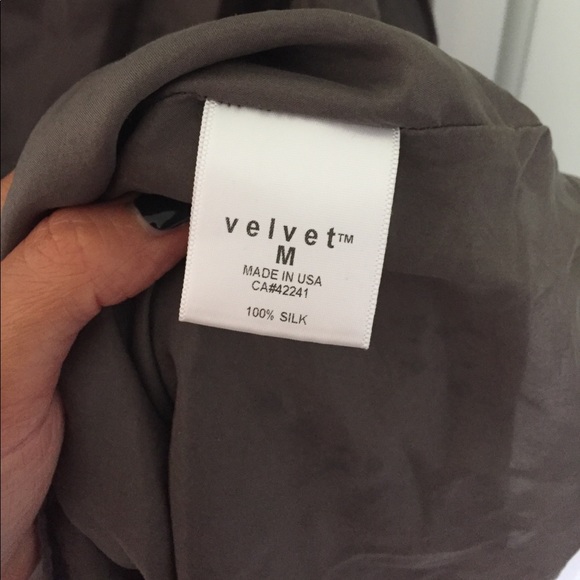 velvet™
M
MADE IN USA
CA#42241
100% SILK